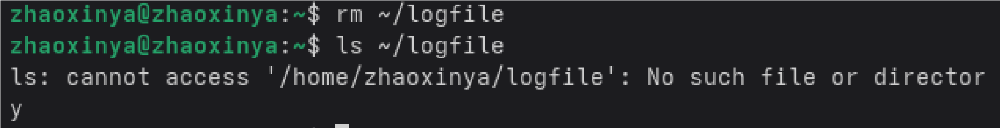 zhaoxinya@zhaoxinya:~$ rm ~/logfile
zhaoxinya@zhaoxinya:~$ ls ~/logfile
ls: cannot access '/home/zhaoxinya/logfile': No such file or director
y